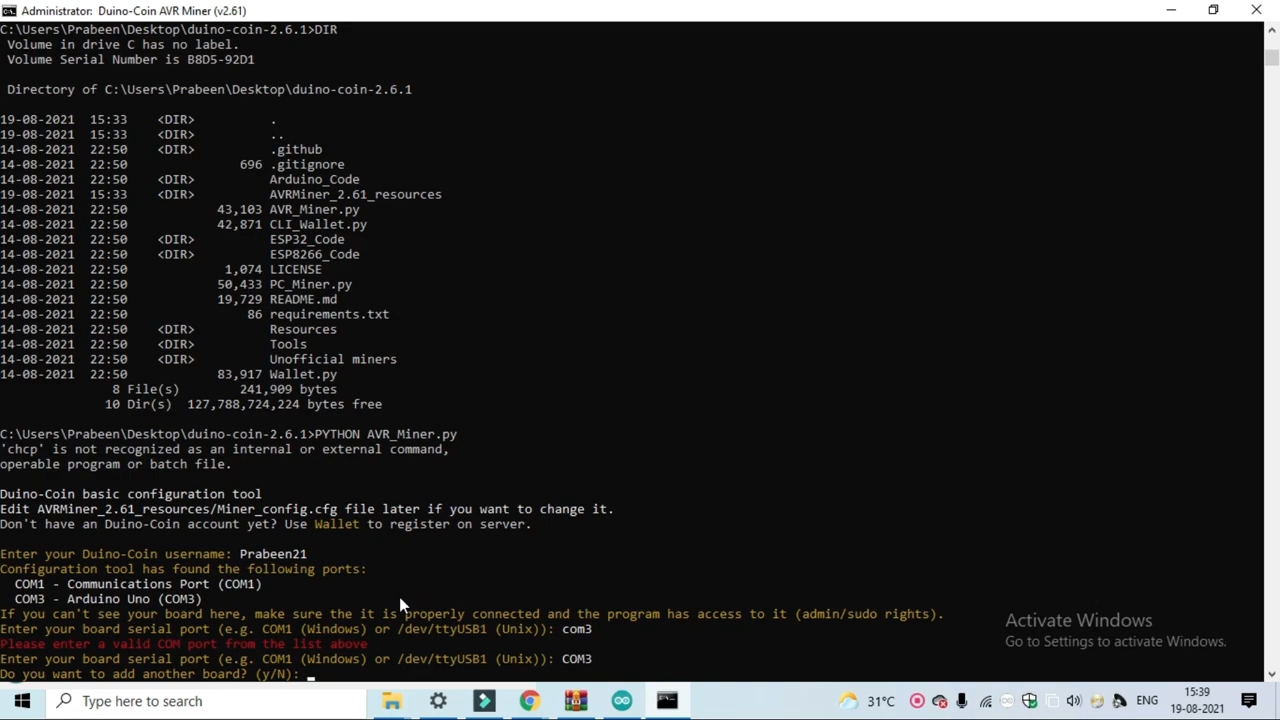 Administrator: Duino-Coin AVR Miner (v2.61)
C:\Users\Prabeen\Desktop\duino-coin-2.6.1>DIR
Volume in drive C has no label.
Volume Serial Number is B8D5-92D1
Directory of C:\Users\Prabeen\Desktop\duino-coin-2.6.1
19-08-2021 15:33 <DIR> .
19-08-2021 15:33 <DIR> ..
14-08-2021 22:50 <DIR> .github
14-08-2021 22:50 696 .gitignore
14-08-2021 22:50 <DIR> Arduino_Code
19-08-2021 15:33 <DIR> AVRMiner_2.61_resources
14-08-2021 22:50 43,103 AVR_Miner.py
14-08-2021 22:50 42,871 CLI_Wallet.py
14-08-2021 22:50 <DIR> ESP32_Code
14-08-2021 22:50 <DIR> ESP8266_Code
14-08-2021 22:50 1,074 LICENSE
14-08-2021 22:50 50,433 PC_Miner.py
14-08-2021 22:50 19,729 README.md
14-08-2021 22:50 86 requirements.txt
14-08-2021 22:50 <DIR> Resources
14-08-2021 22:50 <DIR> Tools
14-08-2021 22:50 <DIR> Unofficial miners
14-08-2021 22:50 83,917 Wallet.py
8 File(s) 241,909 bytes
10 Dir(s) 127,788,724,224 bytes free
C:\Users\Prabeen\Desktop\duino-coin-2.6.1>PYTHON AVR_Miner.py
'chcp' is not recognized as an internal or external command,
operable program or batch file.
Duino-Coin basic configuration tool
Edit AVRMiner_2.61_resources/Miner_config.cfg file later if you want to change it.
Don't have an Duino-Coin account yet? Use Wallet to register on server.
Enter your Duino-Coin username: Prabeen21
Configuration tool has found the following ports:
COM1 - Communications Port (COM1)
COM3 - Arduino Uno (COM3)
If you can't see your board here, make sure the it is properly connected and the program has access to it (admin/sudo rights).
Enter your board serial port (e.g. COM1 (Windows) or /dev/ttyUSB1 (Unix)): com3
Please enter a valid COM port from the list above
Enter your board serial port (e.g. COM1 (Windows) or /dev/ttyUSB1 (Unix)): COM3
Do you want to add another board? (y/N):
Activate Windows
Go to Settings to activate Windows.
Type here to search
31°C
ENG
15:39
19-08-2021